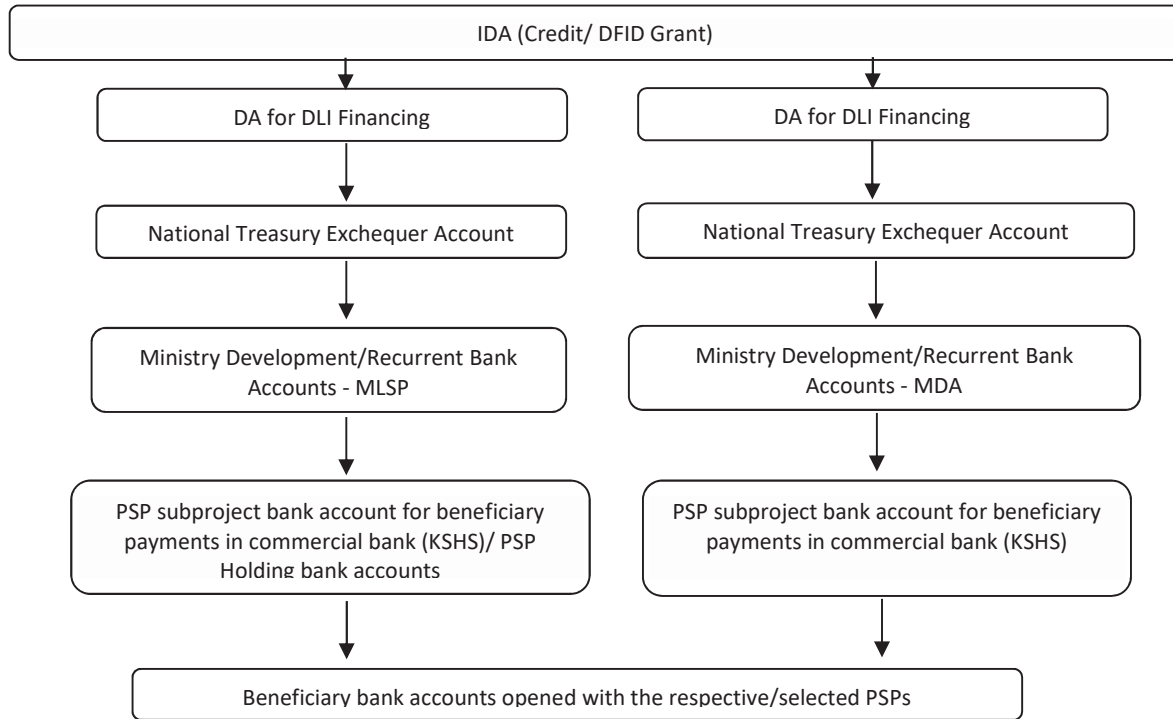 IDA (Credit/ DFID Grant)
DA for DLI Financing
DA for DLI Financing
National Treasury Exchequer Account
National Treasury Exchequer Account
Ministry Development/Recurrent Bank
Accounts - MLSP
Ministry Development/Recurrent Bank
Accounts - MDA
PSP subproject bank account for beneficiary
payments in commercial bank (KSHS)/ PSP
Holding bank accounts
PSP subproject bank account for beneficiary
payments in commercial bank (KSHS)
Beneficiary bank accounts opened with the respective/selected PSPs